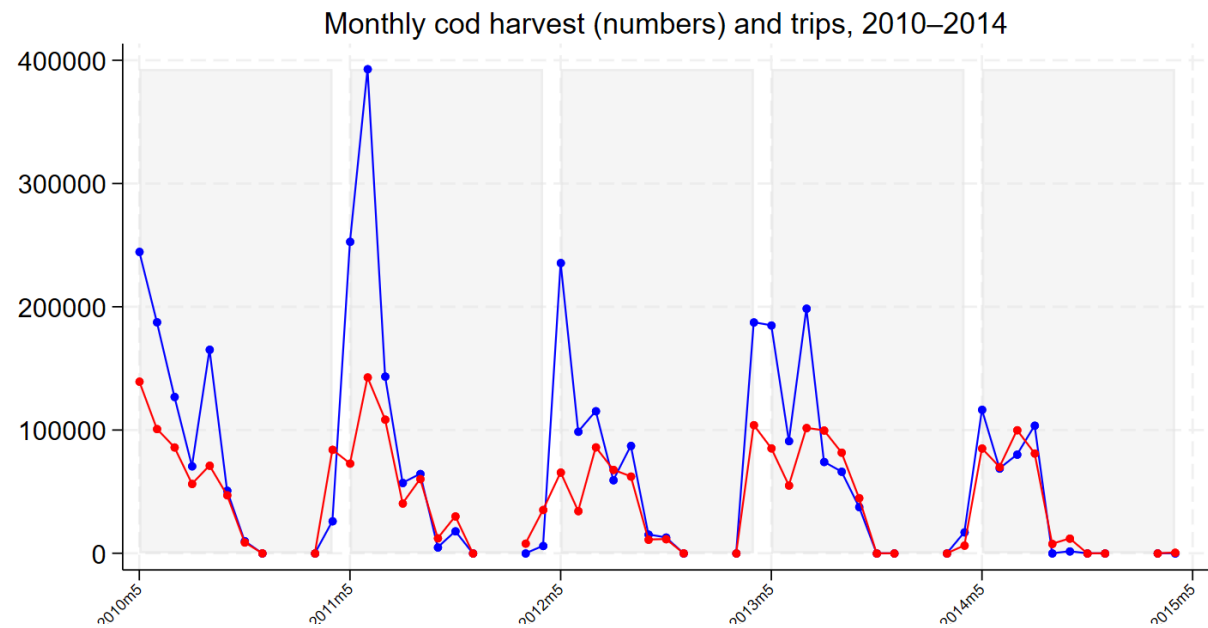 Monthly cod harvest (numbers) and trips, 2010–2014
400000
300000
200000
100000
0
2010m5
2011m5
2012m5
2013m5
2014m5
2015m5